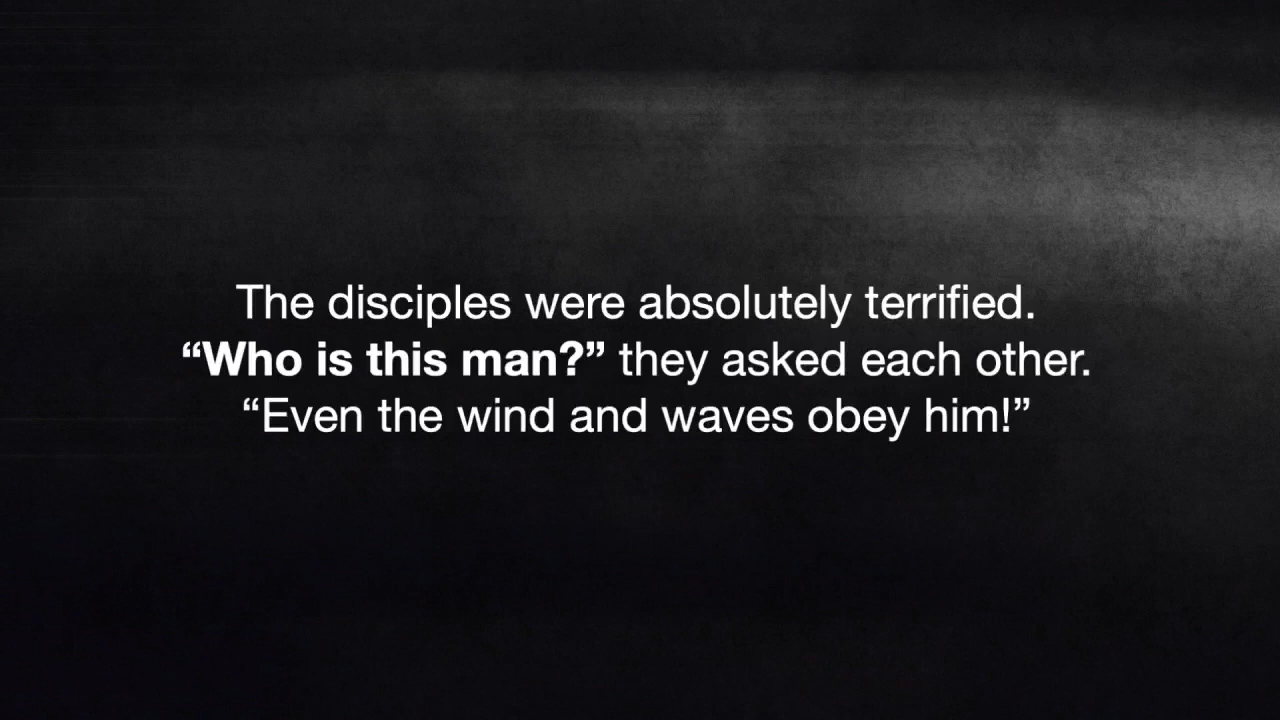 The disciples were absolutely terrified.
“Who is this man?” they asked each other.
“Even the wind and waves obey him!”